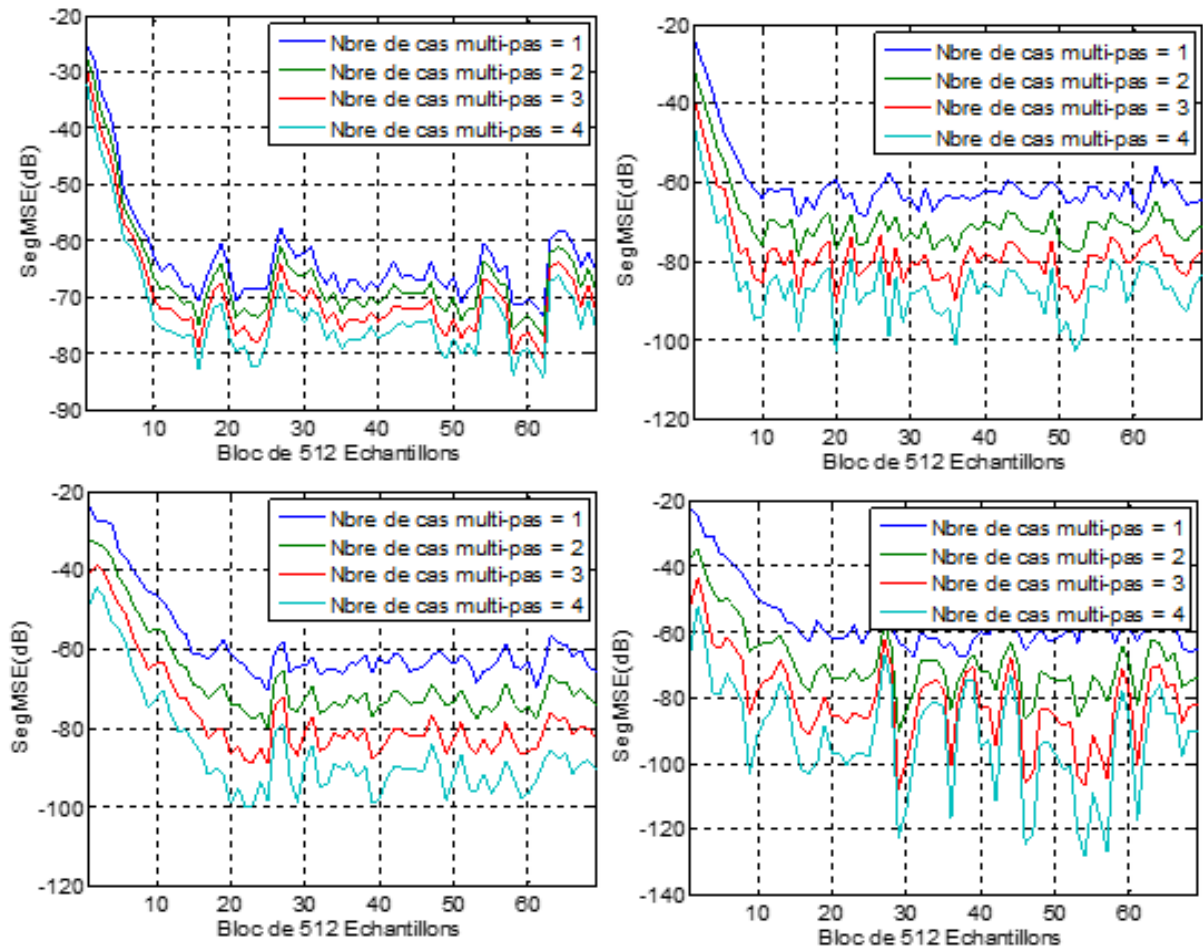 -20
-30
-40
-50
-60
-70
-80
-90
SegMSE(dB)
10 20 30 40 50 60
Bloc de 512 Echantillons
Nbre de cas multi-pas = 1
Nbre de cas multi-pas = 2
Nbre de cas multi-pas = 3
Nbre de cas multi-pas = 4
-20
-40
-60
-80
-100
-120
SegMSE(dB)
10 20 30 40 50 60
Bloc de 512 Echantillons
Nbre de cas multi-pas = 1
Nbre de cas multi-pas = 2
Nbre de cas multi-pas = 3
Nbre de cas multi-pas = 4
-20
-40
-60
-80
-100
-120
SegMSE(dB)
10 20 30 40 50 60
Bloc de 512 Echantillons
Nbre de cas multi-pas = 1
Nbre de cas multi-pas = 2
Nbre de cas multi-pas = 3
Nbre de cas multi-pas = 4
-20
-40
-60
-80
-100
-120
-140
SegMSE(dB)
10 20 30 40 50 60
Bloc de 512 Echantillons
Nbre de cas multi-pas = 1
Nbre de cas multi-pas = 2
Nbre de cas multi-pas = 3
Nbre de cas multi-pas = 4